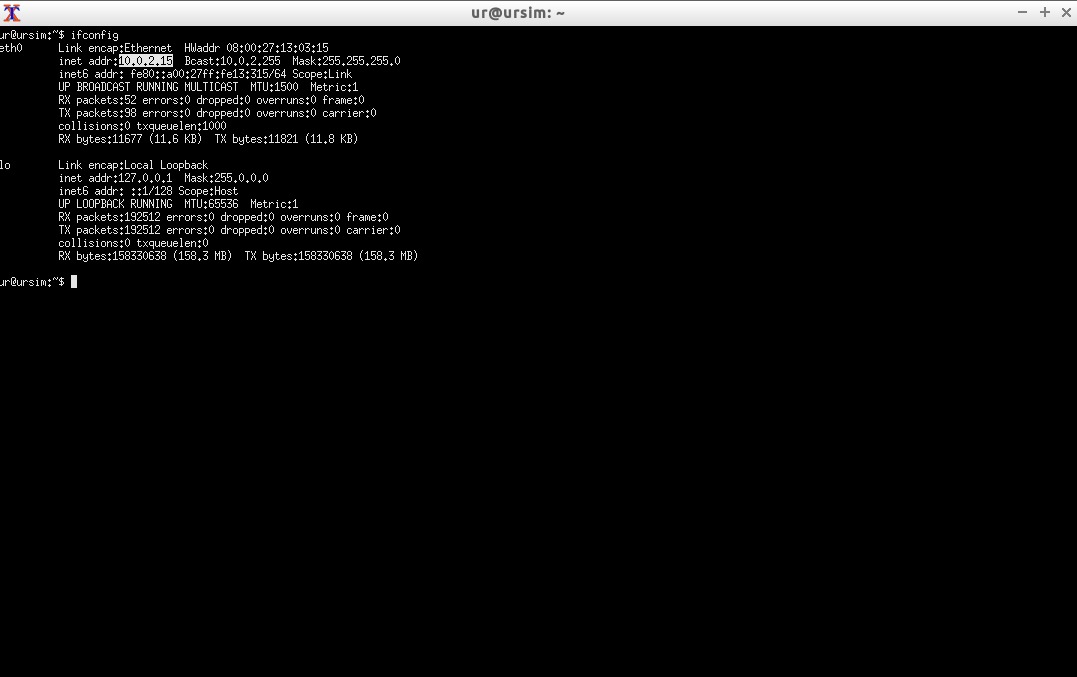 ur@ursim: ~
ur@ursim:~$ ifconfig
eth0 Link encap:Ethernet HWaddr 08:00:27:13:03:15
inet addr:10.0.2.15 Bcast:10.0.2.255 Mask:255.255.255.0
inet6 addr: fe80::a00:27ff:fe13:315/64 Scope:Link
UP BROADCAST RUNNING MULTICAST MTU:1500 Metric:1
RX packets:52 errors:0 dropped:0 overruns:0 frame:0
TX packets:98 errors:0 dropped:0 overruns:0 carrier:0
collisions:0 txqueuelen:1000
RX bytes:11677 (11.6 KB) TX bytes:11821 (11.8 KB)
lo Link encap:Local Loopback
inet addr:127.0.0.1 Mask:255.0.0.0
inet6 addr: ::1/128 Scope:Host
UP LOOPBACK RUNNING MTU:65536 Metric:1
RX packets:192512 errors:0 dropped:0 overruns:0 frame:0
TX packets:192512 errors:0 dropped:0 overruns:0 carrier:0
collisions:0 txqueuelen:0
RX bytes:158330638 (158.3 MB) TX bytes:158330638 (158.3 MB)
ur@ursim:~$